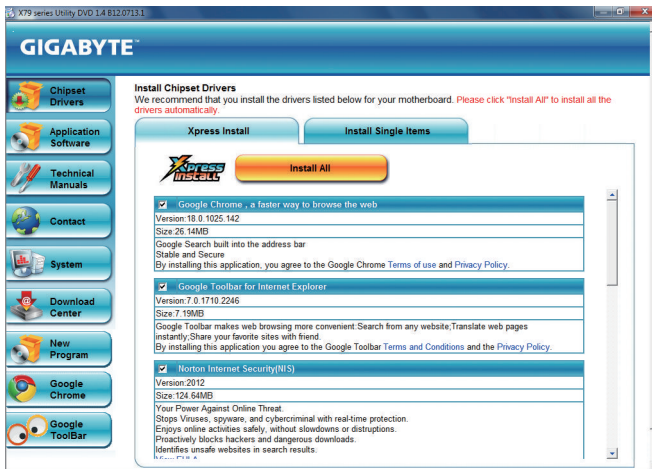 X79 series Utility DVD 1.4 B12.0713.1
GIGABYTE™
Chipset
Drivers
Application
Software
Technical
Manuals
Contact
System
Download
Center
New
Program
Google
Chrome
Google
ToolBar
Install Chipset Drivers
We recommend that you install the drivers listed below for your motherboard. Please click "Install All" to install all the
drivers automatically.
Xpress Install
Install Single Items
Xpress
Install
Install All
Google Chrome , a faster way to browse the web
Version:18.0.1025.142
Size:26.14MB
Google Search built into the address bar
Stable and Secure
By installing this application, you agree to the Google Chrome Terms of use and Privacy Policy.
Google Toolbar for Internet Explorer
Version:7.0.1710.2246
Size:7.19MB
Google Toolbar makes web browsing more convenient:Search from any website;Translate web pages
instantly;Share your favorite sites with friend.
By installing this application you agree to the Google Toolbar Terms and Conditions and the Privacy Policy.
Norton Internet Security(NIS)
Version:2012
Size:124.64MB
Your Power Against Online Threat.
Stops Viruses, spyware, and cybercriminal with real-time protection.
Enjoys online activities safely, without slowdowns or distruptions.
Proactively blocks hackers and dangerous downloads.
Identifies unsafe websites in search results.
View EULA